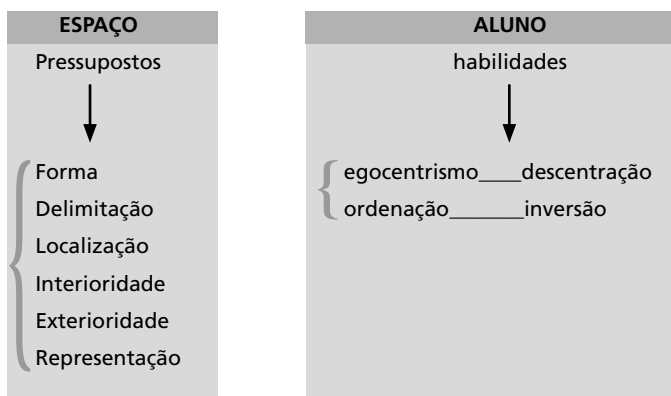 ESPAÇO
Pressupostos
Forma
Delimitação
Localização
Interioridade
Exterioridade
Representação
ALUNO
habilidades
egocentrismo____descentração
ordenação_______inversão